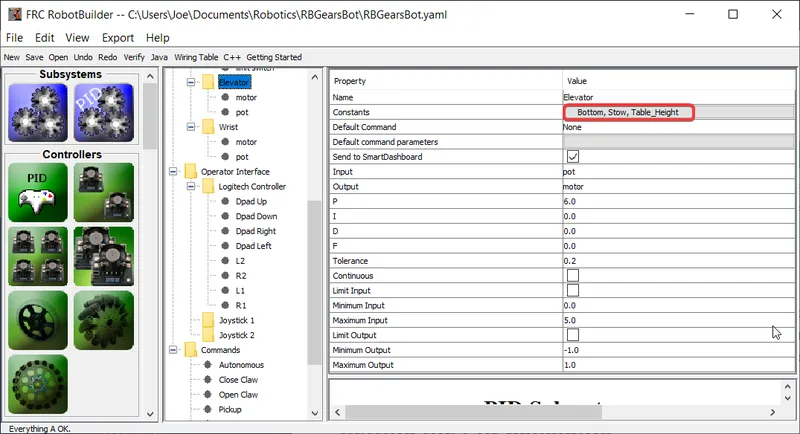 FRC RobotBuilder -- C:\Users\Joe\Documents\Robotics\RBGearsBot\RBGearsBot.yaml
File Edit View Export Help
New Save Open Undo Redo Verify Java Wiring Table C++ Getting Started
Subsystems
PID
Controllers
PID
Elevator
motor
pot
Wrist
motor
pot
Operator Interface
Logitech Controller
Dpad Up
Dpad Down
Dpad Right
Dpad Left
L2
R2
L1
R1
Joystick 1
Joystick 2
Commands
Autonomous
Close Claw
Open Claw
Pickup
Property Value
Name Elevator
Constants Bottom, Stow, Table_Height
Default Command None
Default command parameters
Send to SmartDashboard
Input pot
Output motor
P 6.0
I 0.0
D 0.0
F 0.0
Tolerance 0.2
Continuous
Limit Input
Minimum Input 0.0
Maximum Input 5.0
Limit Output
Minimum Output -1.0
Maximum Output 1.0
Everything A OK.